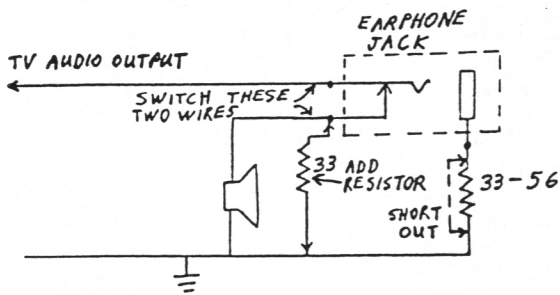 EARPHONE
JACK
TV AUDIO OUTPUT
SWITCH THESE
TWO WIRES
33 ADD
RESISTOR
33-56
SHORT
OUT